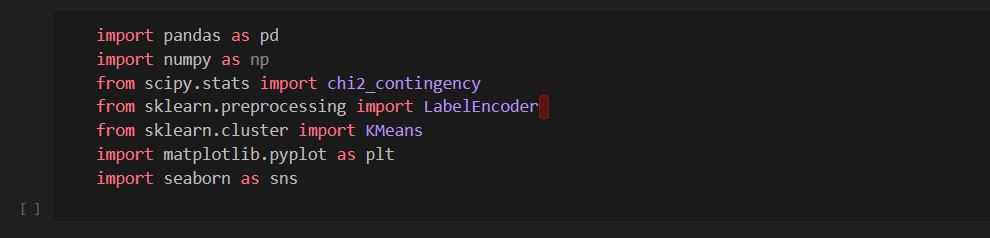 import pandas as pd
import numpy as np
from scipy.stats import chi2_contingency
from sklearn.preprocessing import LabelEncoder
from sklearn.cluster import KMeans
import matplotlib.pyplot as plt
import seaborn as sns
[ ]